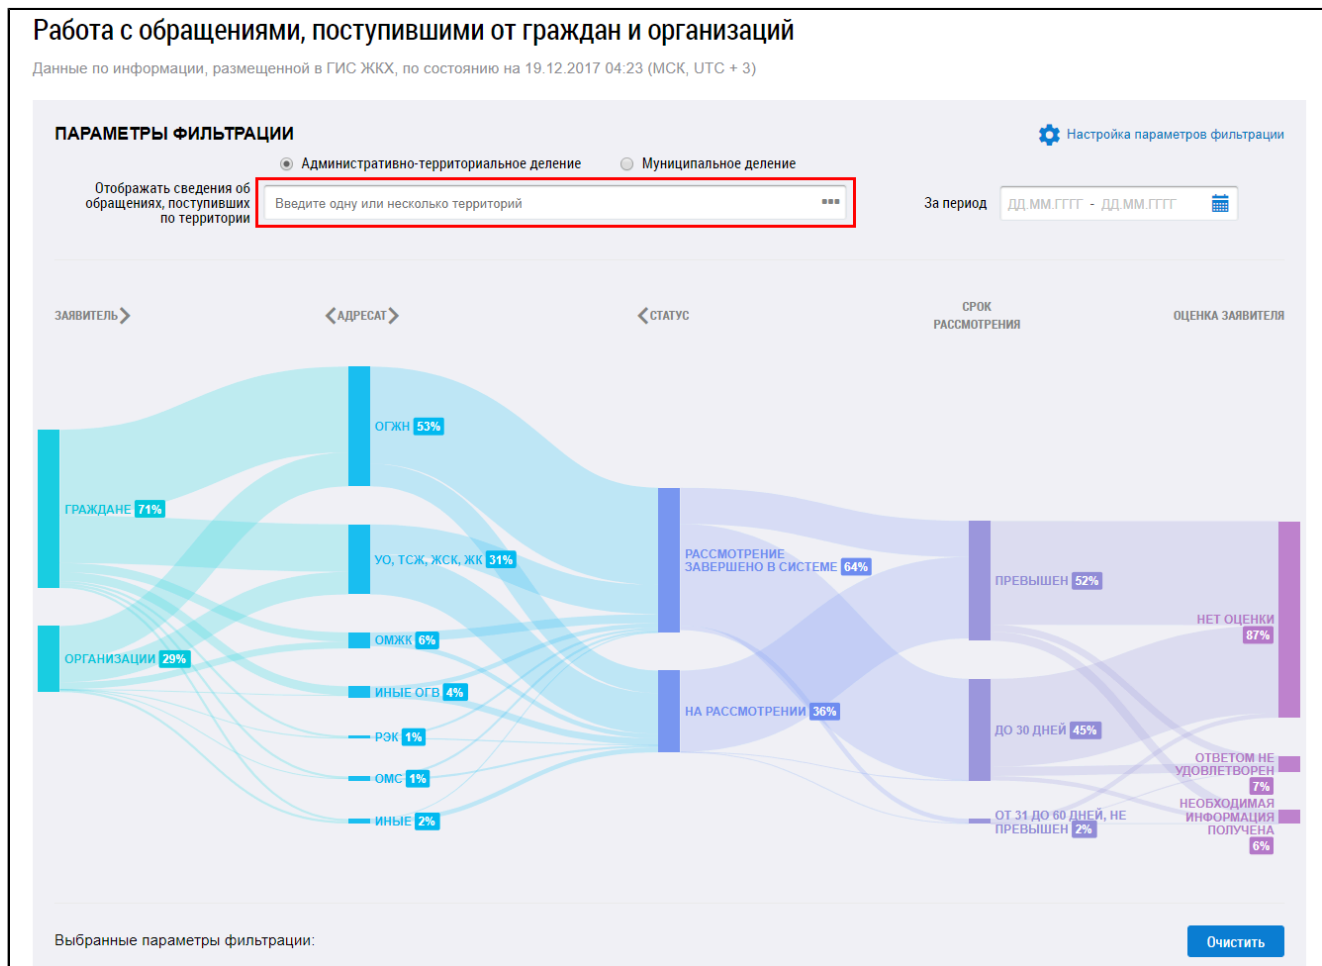 Работа с обращениями, поступившими от граждан и организаций
Данные по информации, размещенной в ГИС ЖКХ, по состоянию на 19.12.2017 04:23 (МСК, UTC + 3)
ПАРАМЕТРЫ ФИЛЬТРАЦИИ
Настройка параметров фильтрации
Административно-территориальное деление
Муниципальное деление
Отображать сведения об
обращениях, поступивших
по территории
Введите одну или несколько территорий
За период
ДД.ММ.ГГГГ - ДД.ММ.ГГГГ
ЗАЯВИТЕЛЬ
АДРЕСАТ
СТАТУС
СРОК
РАССМОТРЕНИЯ
ОЦЕНКА ЗАЯВИТЕЛЯ
ГРАЖДАНЕ 71%
ОРГАНИЗАЦИИ 29%
ОГЖН 53%
УО, ТСЖ, ЖСК, ЖК 31%
ОМЖК 6%
ИНЫЕ ОГВ 4%
РЭК 1%
ОМС 1%
ИНЫЕ 2%
РАССМОТРЕНИЕ
ЗАВЕРШЕНО В СИСТЕМЕ 64%
НА РАССМОТРЕНИИ 36%
ПРЕВЫШЕН 52%
ДО 30 ДНЕЙ 45%
ОТ 31 ДО 60 ДНЕЙ, НЕ
ПРЕВЫШЕН 2%
НЕТ ОЦЕНКИ
87%
ОТВЕТОМ НЕ
УДОВЛЕТВОРЕН
7%
НЕОБХОДИМАЯ
ИНФОРМАЦИЯ
ПОЛУЧЕНА
6%
Выбранные параметры фильтрации:
Очистить